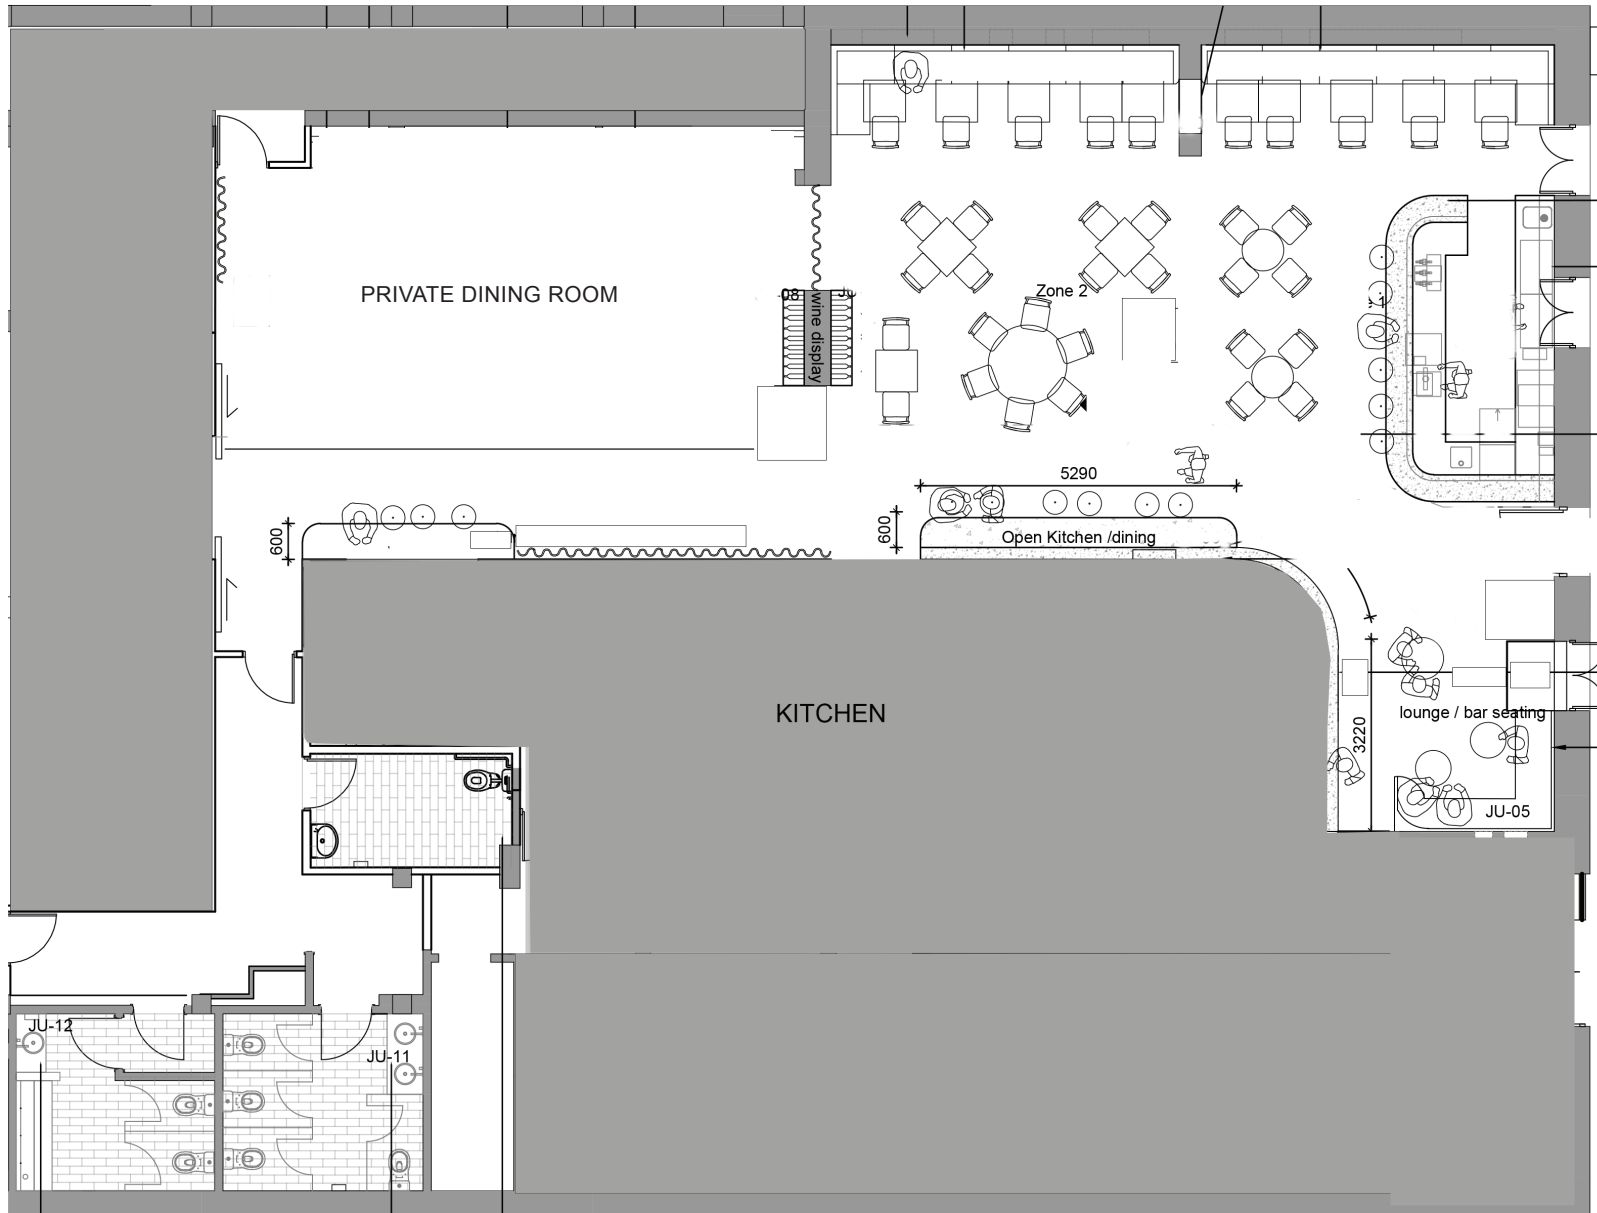 PRIVATE DINING ROOM
-08
wine display
Zone 2
5290
600
600
Open Kitchen /dining
KITCHEN
lounge / bar seating
3220
JU-05
JU-12
JU-11